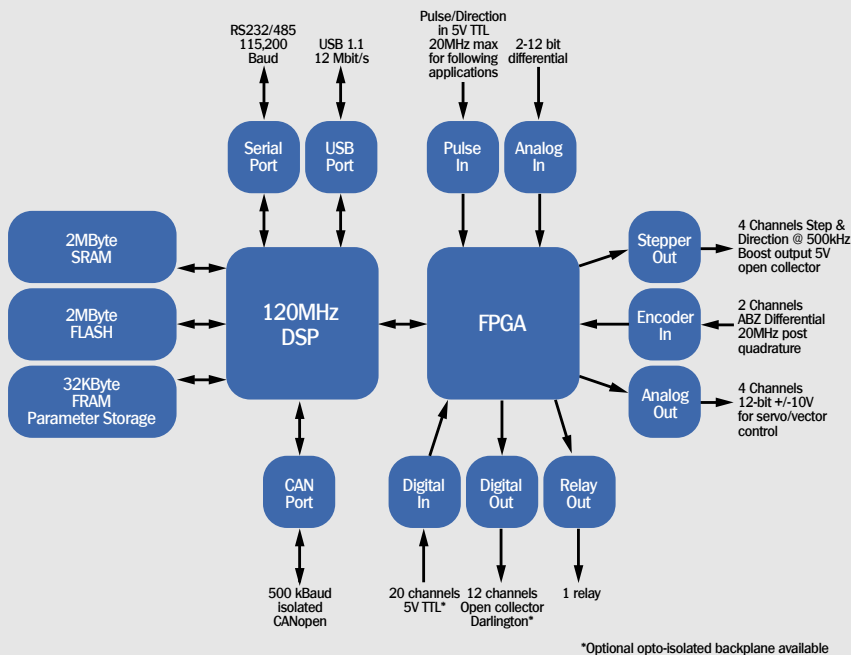 RS232/485
115,200
Baud
USB 1.1
12 Mbit/s
Pulse/Direction
in 5V TTL
20MHz max
for following
applications
2-12 bit
differential
Serial
Port
USB
Port
Pulse
In
Analog
In
2MByte
SRAM
2MByte
FLASH
32KByte
FRAM
Parameter Storage
120MHz
DSP
FPGA
Stepper
Out
4 Channels Step &
Direction @ 500kHz
Boost output 5V
open collector
Encoder
In
2 Channels
ABZ Differential
20MHz post
quadrature
Analog
Out
4 Channels
12-bit +/-10V
for servo/vector
control
CAN
Port
Digital
In
Digital
Out
Relay
Out
500 kBaud
isolated
CANopen
20 channels
5V TTL*
12 channels
Open collector
Darlington*
1 relay
*Optional opto-isolated backplane available